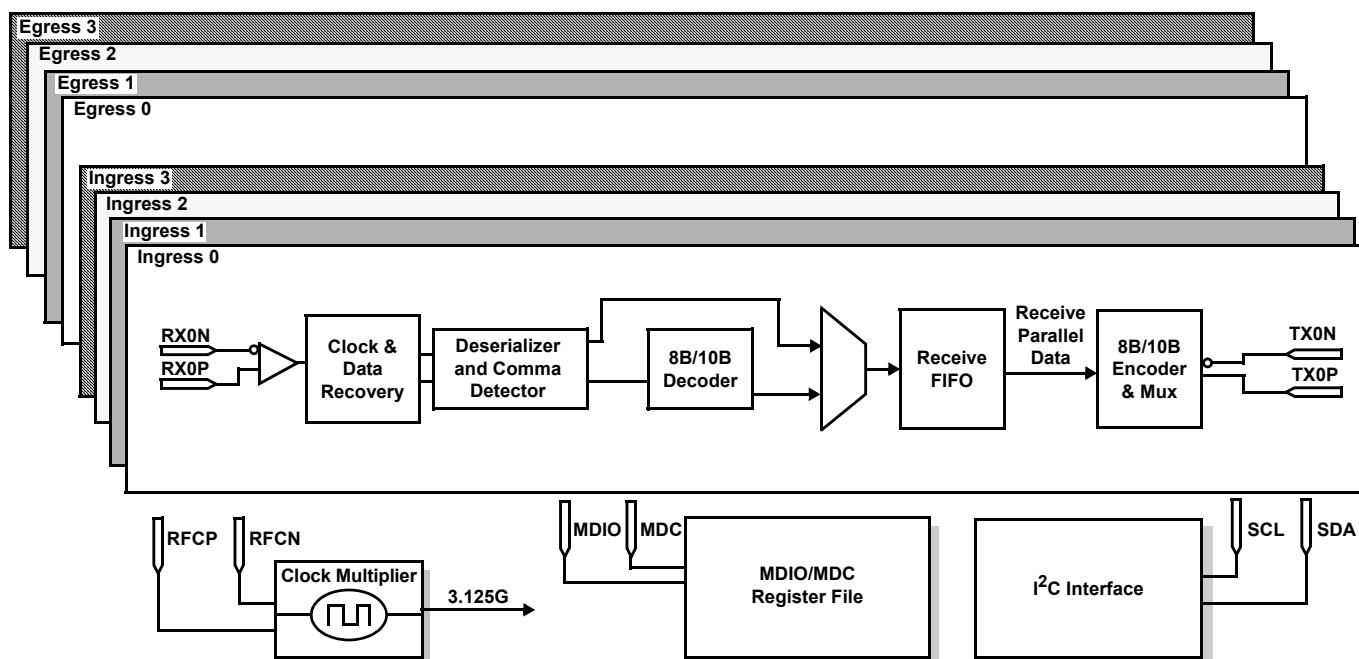 Egress 3
Egress 2
Egress 1
Egress 0
Ingress 3
Ingress 2
Ingress 1
Ingress 0
RX0N
RX0P
Clock &
Data
Recovery
Deserializer
and Comma
Detector
8B/10B
Decoder
Receive
FIFO
Receive
Parallel
Data
8B/10B
Encoder
& Mux
TX0N
TX0P
RFCP
RFCN
Clock Multiplier
3.125G
MDIO
MDC
MDIO/MDC
Register File
I²C Interface
SCL
SDA